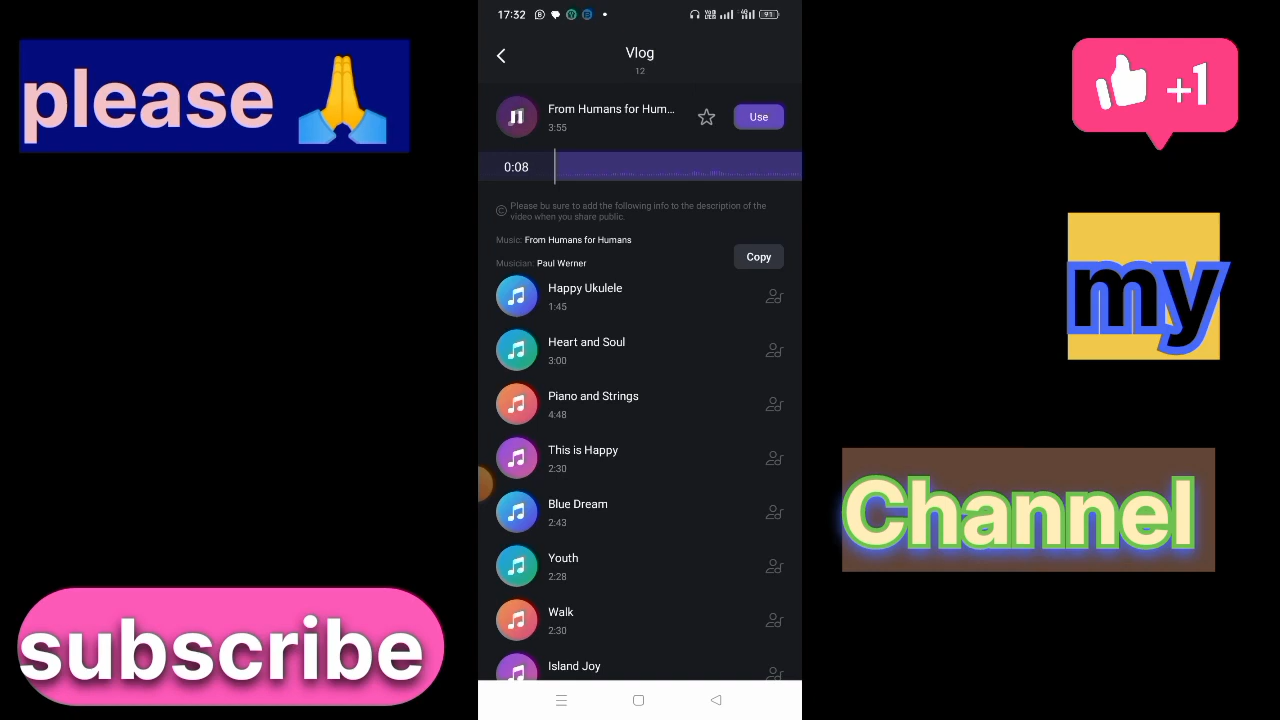 please 🙏
+1
my
Channel
subscribe
17:32
91
Vlog
12
From Humans for Hum...
3:55
Use
0:08
Please bu sure to add the following info to the description of the
video when you share public.
Music: From Humans for Humans
Musician: Paul Werner
Copy
Happy Ukulele
1:45
Heart and Soul
3:00
Piano and Strings
4:48
This is Happy
2:30
Blue Dream
2:43
Youth
2:28
Walk
2:30
Island Joy